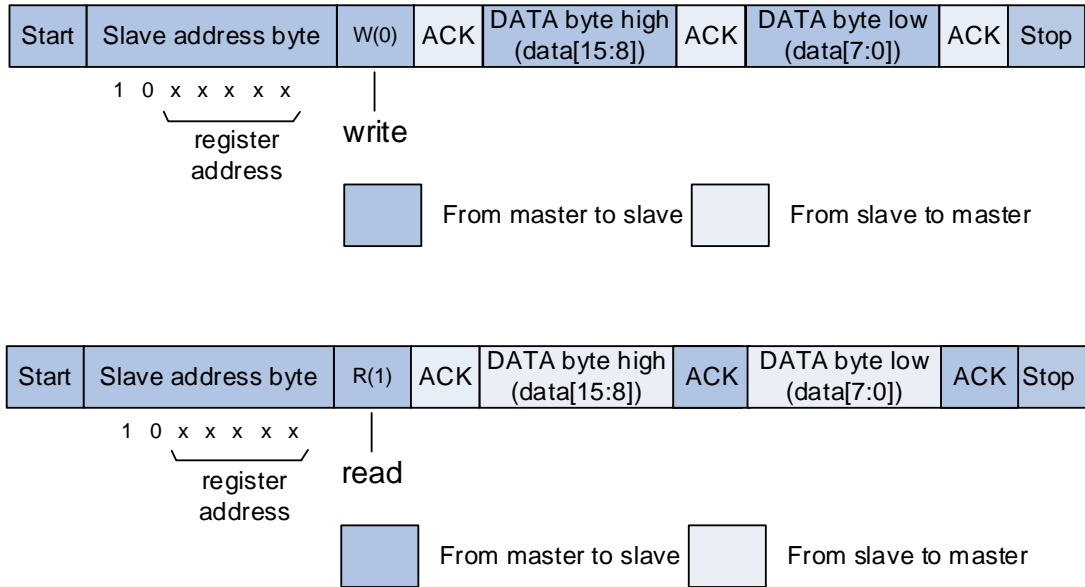 Start Slave address byte W(0) ACK DATA byte high (data[15:8]) ACK DATA byte low (data[7:0]) ACK Stop
1 0 x x x x x
register
address
write
From master to slave From slave to master
Start Slave address byte R(1) ACK DATA byte high (data[15:8]) ACK DATA byte low (data[7:0]) ACK Stop
1 0 x x x x x
register
address
read
From master to slave From slave to master